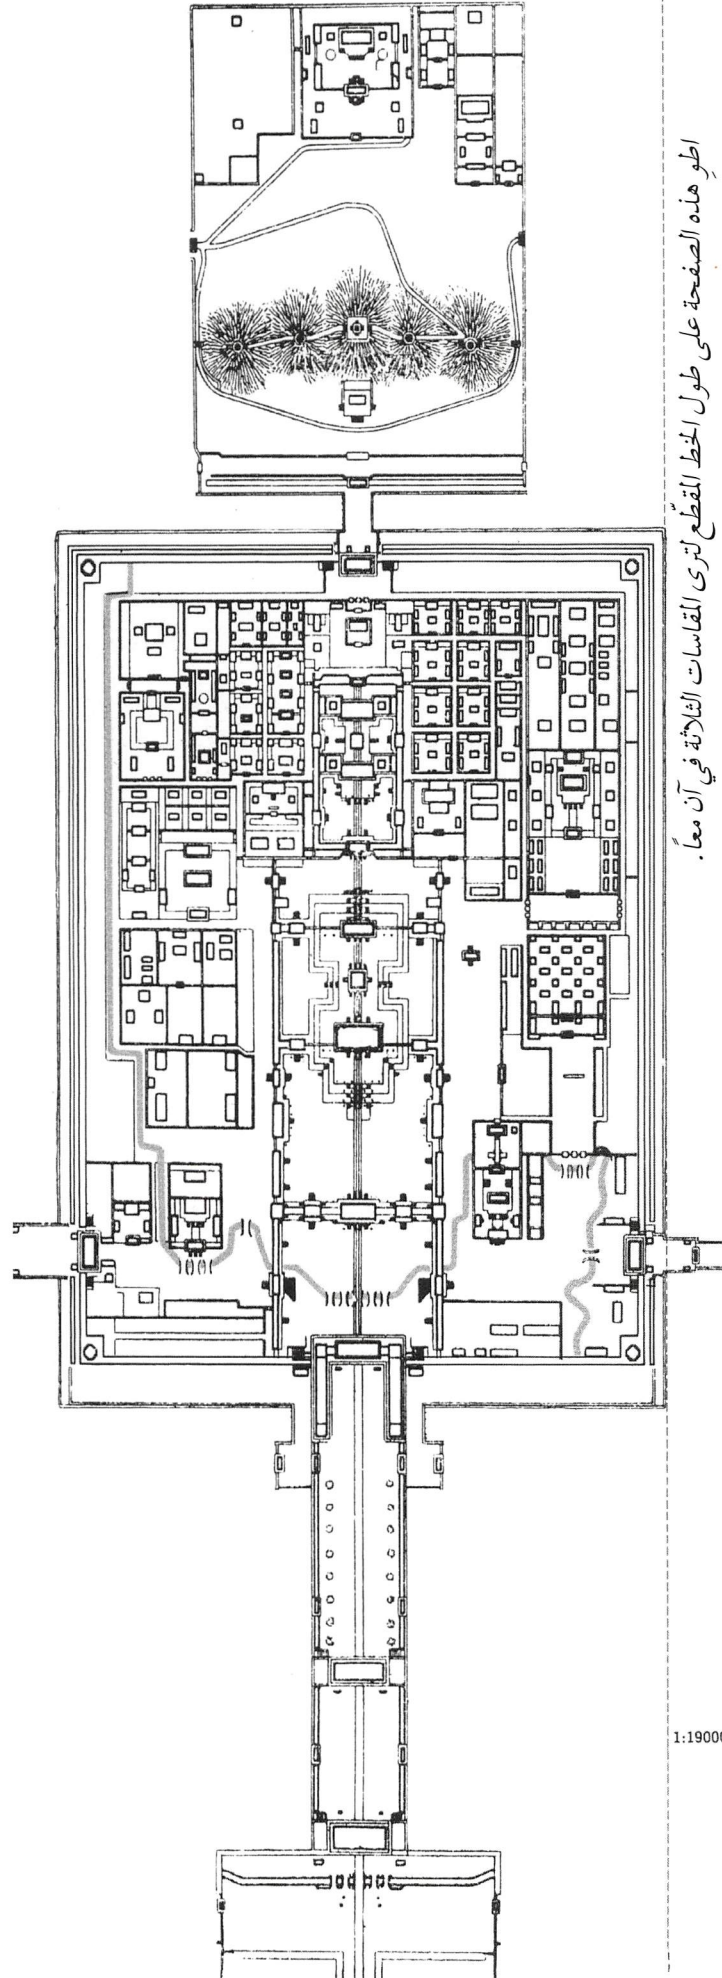 اطوِ هذه الصفحة على طول الخط المقطّع لترى المقاسات الثلاثة في آن معاً.
1:19000